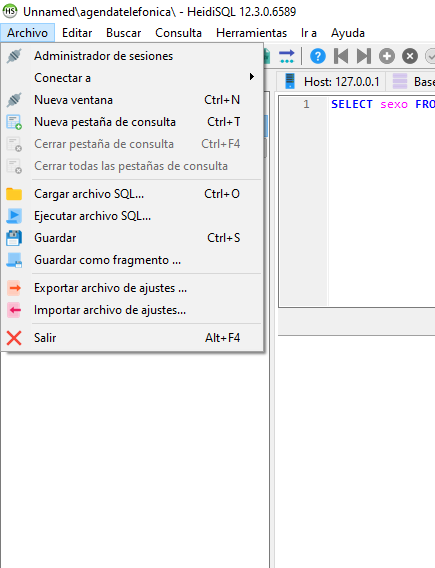 HS Unnamed\agendatelefonica\ - HeidiSQL 12.3.0.6589
Archivo Editar Buscar Consulta Herramientas Ir a Ayuda
Administrador de sesiones
Conectar a
Nueva ventana Ctrl+N
Nueva pestaña de consulta Ctrl+T
Cerrar pestaña de consulta Ctrl+F4
Cerrar todas las pestañas de consulta
Cargar archivo SQL... Ctrl+O
Ejecutar archivo SQL...
Guardar Ctrl+S
Guardar como fragmento ...
Exportar archivo de ajustes ...
Importar archivo de ajustes...
Salir Alt+F4
Host: 127.0.0.1 Base
1 SELECT sexo FRO